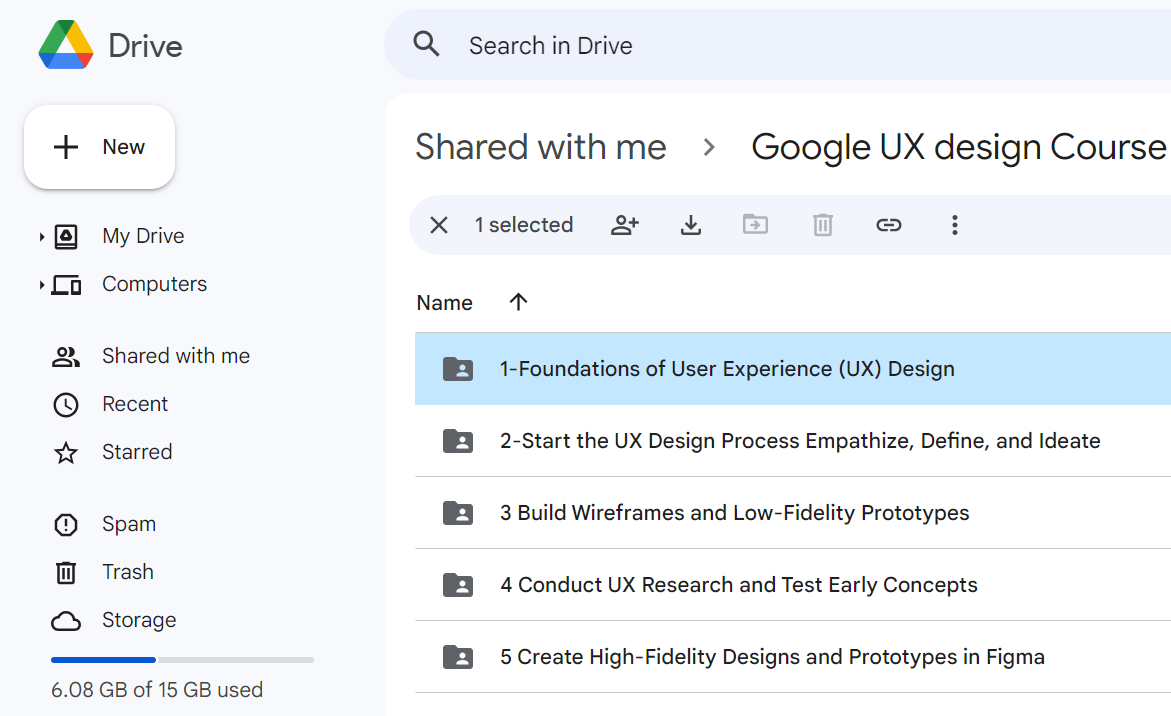 Drive
Search in Drive
New
My Drive
Computers
Shared with me
Recent
Starred
Spam
Trash
Storage
6.08 GB of 15 GB used
Shared with me > Google UX design Course
1 selected
Name
1-Foundations of User Experience (UX) Design
2-Start the UX Design Process Empathize, Define, and Ideate
3 Build Wireframes and Low-Fidelity Prototypes
4 Conduct UX Research and Test Early Concepts
5 Create High-Fidelity Designs and Prototypes in Figma